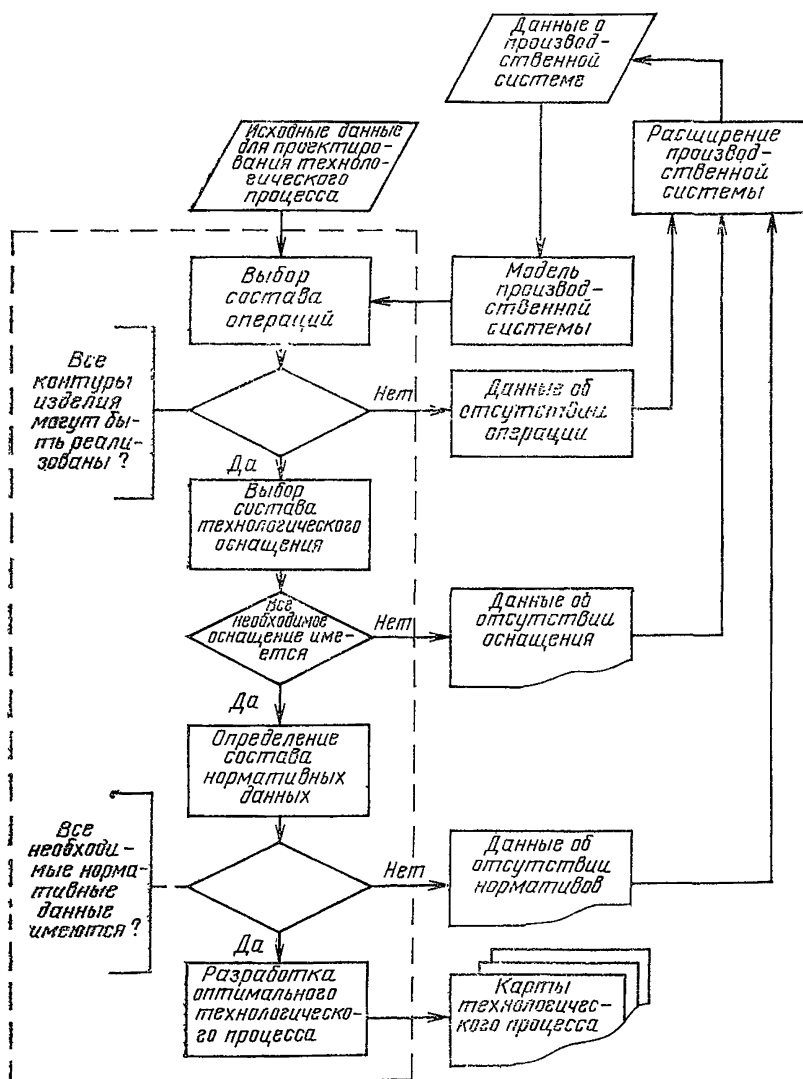 Данные о
производ-
ственной
системе
Исходные данные
для проектиро-
вания техноло-
гического
процесса
Расширение
производ-
ственной
системы
Выбор
состава
операций
Модель
производ-
ственной
системы
Все
контуры
изделия
могут бы-
ть реали-
зованы?
Нет
Данные об
отсутствии
операции
Да
Выбор
состава
технологического
оснащения
Все
необходимое
оснащение име-
ется
Нет
Данные об
отсутствии
оснащения
Да
Определение
состава
нормативных
данных
Все
необходи-
мые норма-
тивные
данные
имеются?
Нет
Данные об
отсутствии
нормативов
Да
Разработка
оптимального
технологическо-
го процесса
Карты
технологичес-
кого процесса